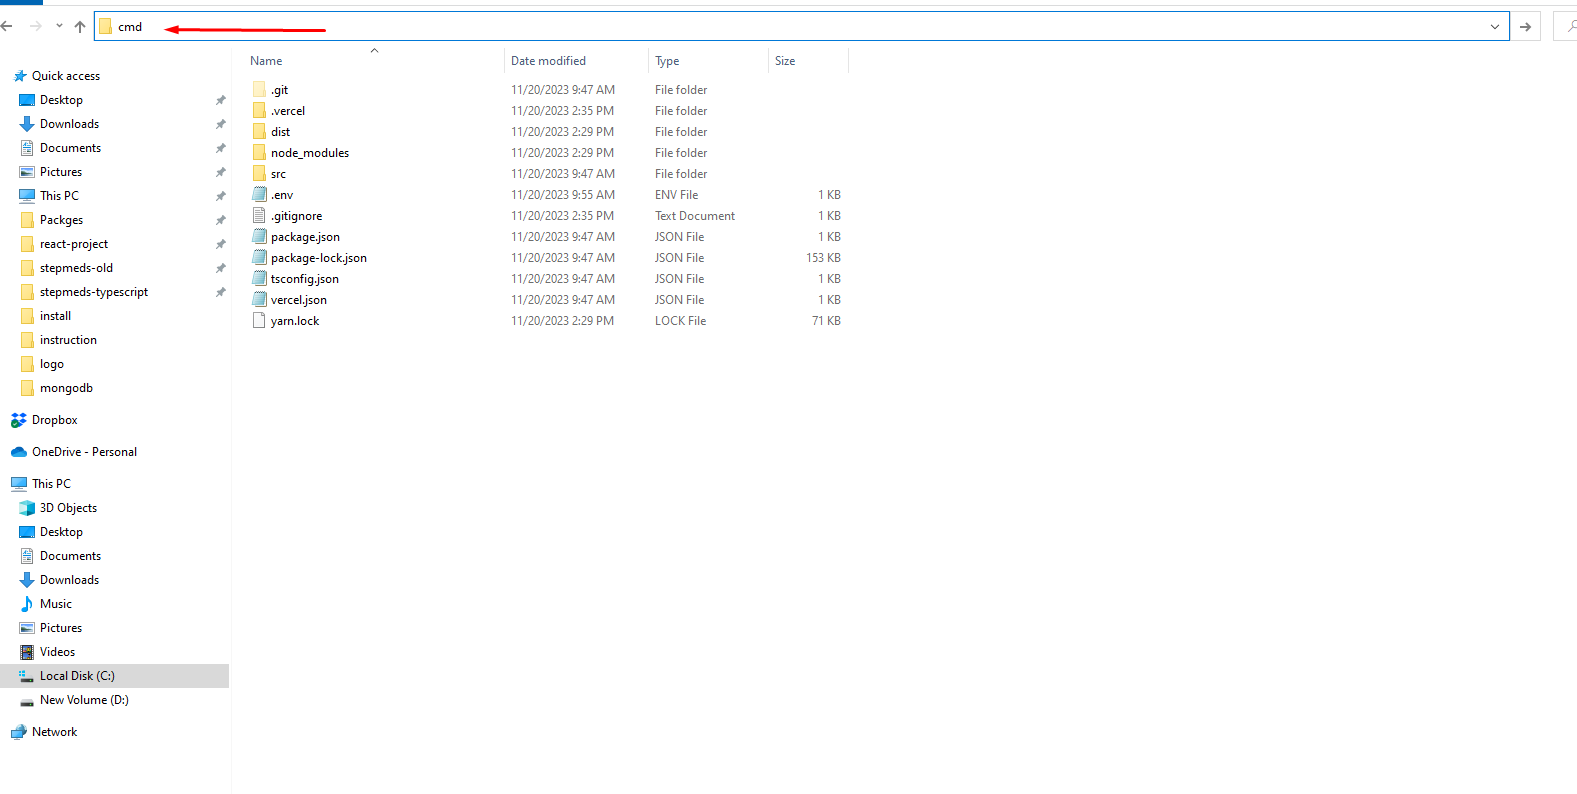 cmd
Name Date modified Type Size
.git 11/20/2023 9:47 AM File folder
.vercel 11/20/2023 2:35 PM File folder
dist 11/20/2023 2:29 PM File folder
node_modules 11/20/2023 2:29 PM File folder
src 11/20/2023 9:47 AM File folder
.env 11/20/2023 9:55 AM ENV File 1 KB
.gitignore 11/20/2023 2:35 PM Text Document 1 KB
package.json 11/20/2023 9:47 AM JSON File 1 KB
package-lock.json 11/20/2023 9:47 AM JSON File 153 KB
tsconfig.json 11/20/2023 9:47 AM JSON File 1 KB
vercel.json 11/20/2023 9:47 AM JSON File 1 KB
yarn.lock 11/20/2023 2:29 PM LOCK File 71 KB
Quick access
Desktop
Downloads
Documents
Pictures
This PC
Packges
react-project
stepmeds-old
stepmeds-typescript
install
instruction
logo
mongodb
Dropbox
OneDrive - Personal
This PC
3D Objects
Desktop
Documents
Downloads
Music
Pictures
Videos
Local Disk (C:)
New Volume (D:)
Network